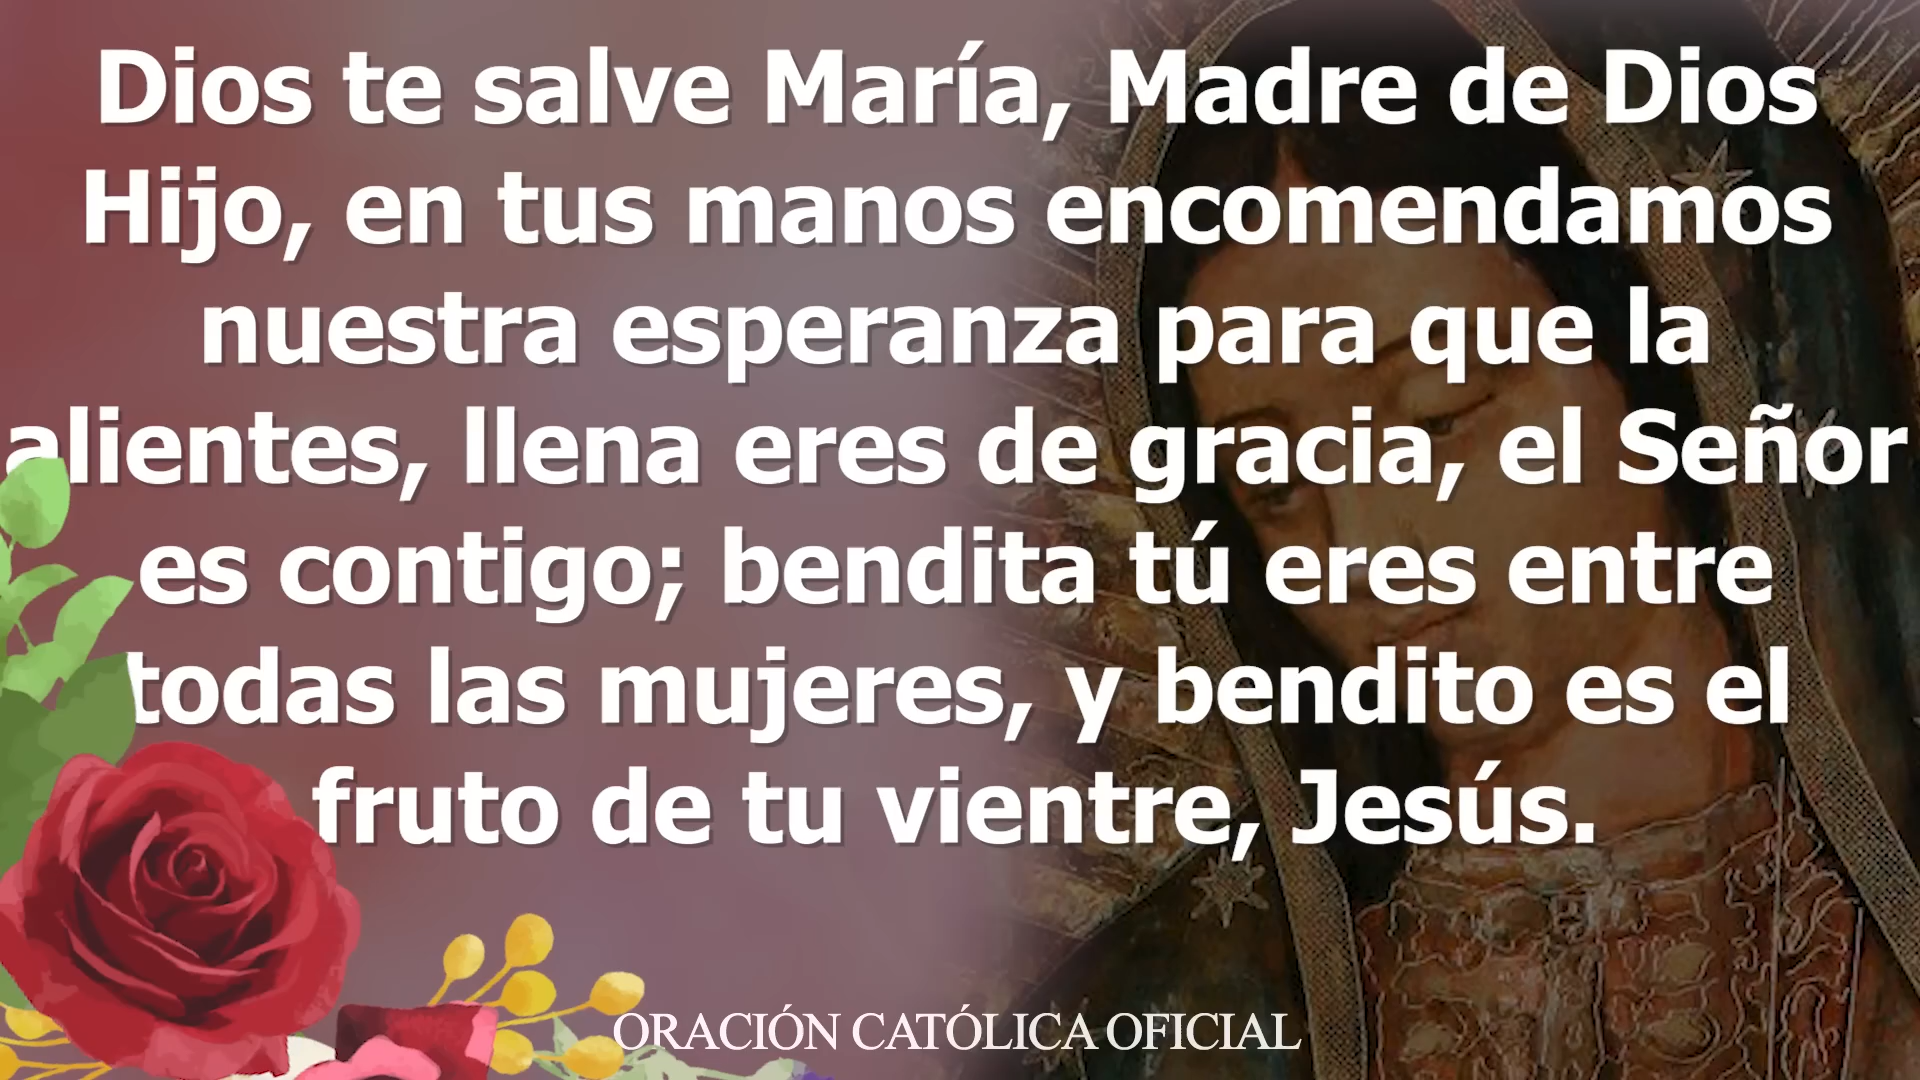 Dios te salve María, Madre de Dios
Hijo, en tus manos encomendamos
nuestra esperanza para que la
alientes, llena eres de gracia, el Señor
es contigo; bendita tú eres entre
todas las mujeres, y bendito es el
fruto de tu vientre, Jesús.
ORACIÓN CATÓLICA OFICIAL